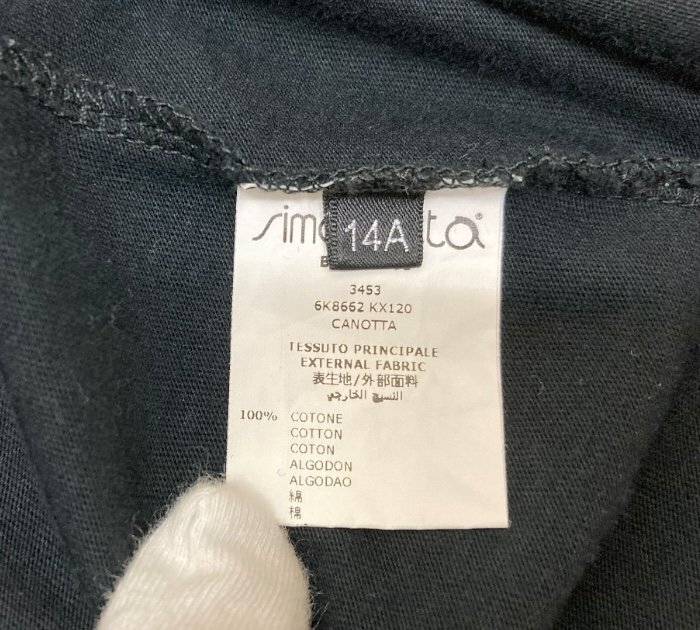 14A
3453
6K8662 KX120
CANOTTA
TESSUTO PRINCIPALE
EXTERNAL FABRIC
表生地/外部面料
النسيج الخارجي
100% COTONE
COTTON
COTON
ALGODON
ALGODAO
綿
棉